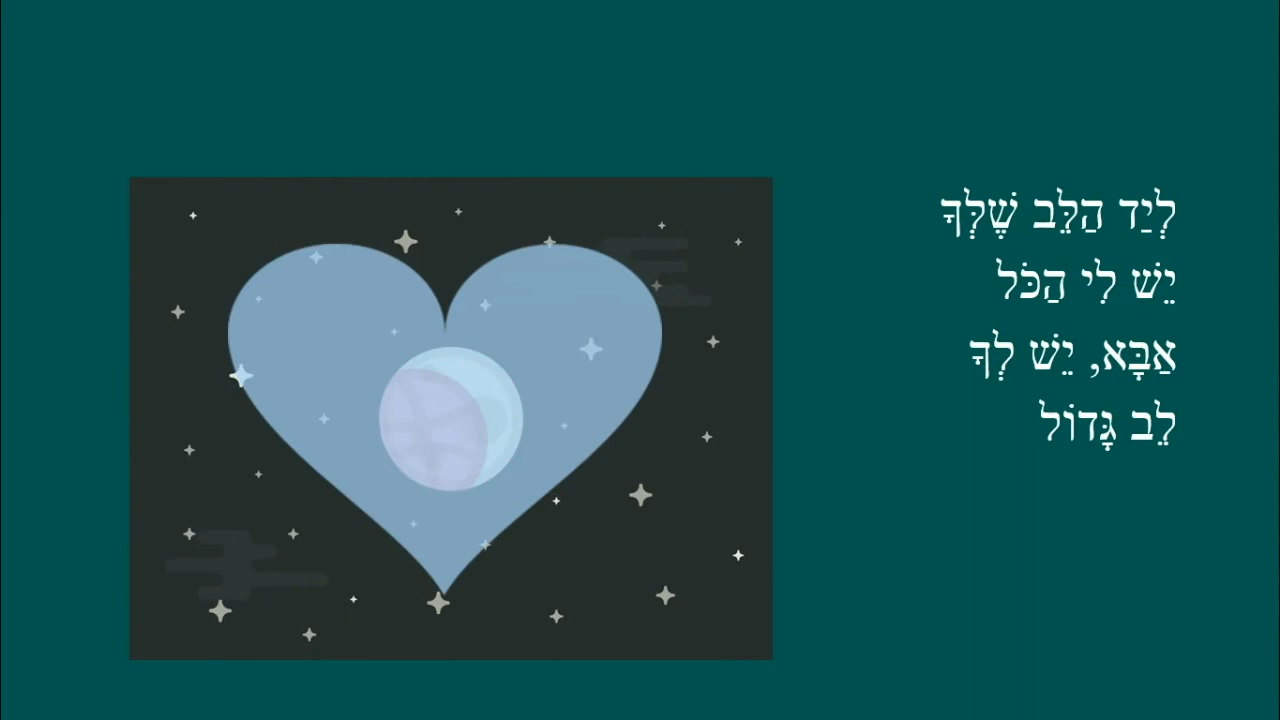 לְיַד הַלֵּב שֶׁלְּךָ
יֵשׁ לִי הַכֹּל
אַבָּא, יֵשׁ לְךָ
לֵב גָּדוֹל